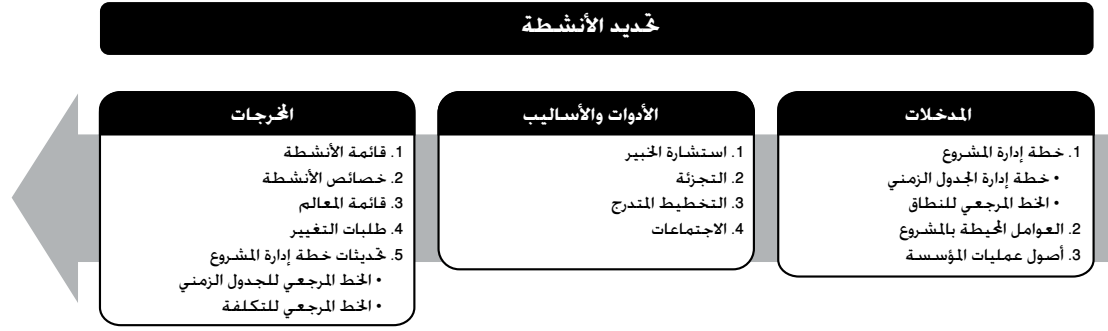 تحديد الأنشطة
المدخلات
1. خطة إدارة المشروع
• خطة إدارة الجدول الزمني
• الخط المرجعي للنطاق
2. العوامل المحيطة بالمشروع
3. أصول عمليات المؤسسة
الأدوات والأساليب
1. استشارة الخبير
2. التجزئة
3. التخطيط المتدرج
4. الاجتماعات
المخرجات
1. قائمة الأنشطة
2. خصائص الأنشطة
3. قائمة المعالم
4. طلبات التغيير
5. تحديثات خطة إدارة المشروع
• الخط المرجعي للجدول الزمني
• الخط المرجعي للتكلفة